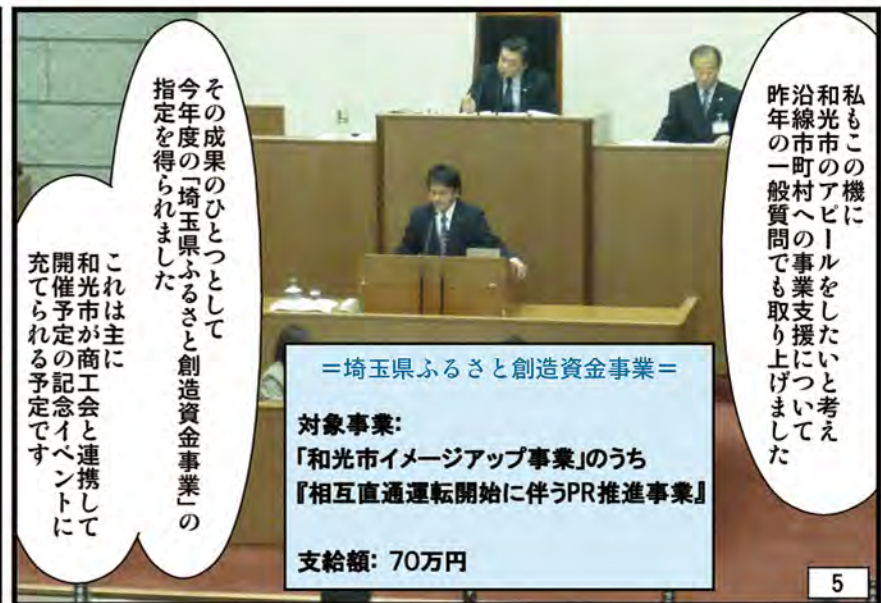 私もこの機に
和光市のアピールをしたいと考え
沿線市町村への事業支援について
昨年の一般質問でも取り上げました
その成果のひとつとして
今年度の「埼玉県ふるさと創造資金事業」の
指定を得られました
これは主に
和光市が商工会と連携して
開催予定の記念イベントに
充てられる予定です
=埼玉県ふるさと創造資金事業=
対象事業:
「和光市イメージアップ事業」のうち
『相互直通運転開始に伴うPR推進事業』
支給額: 70万円
5